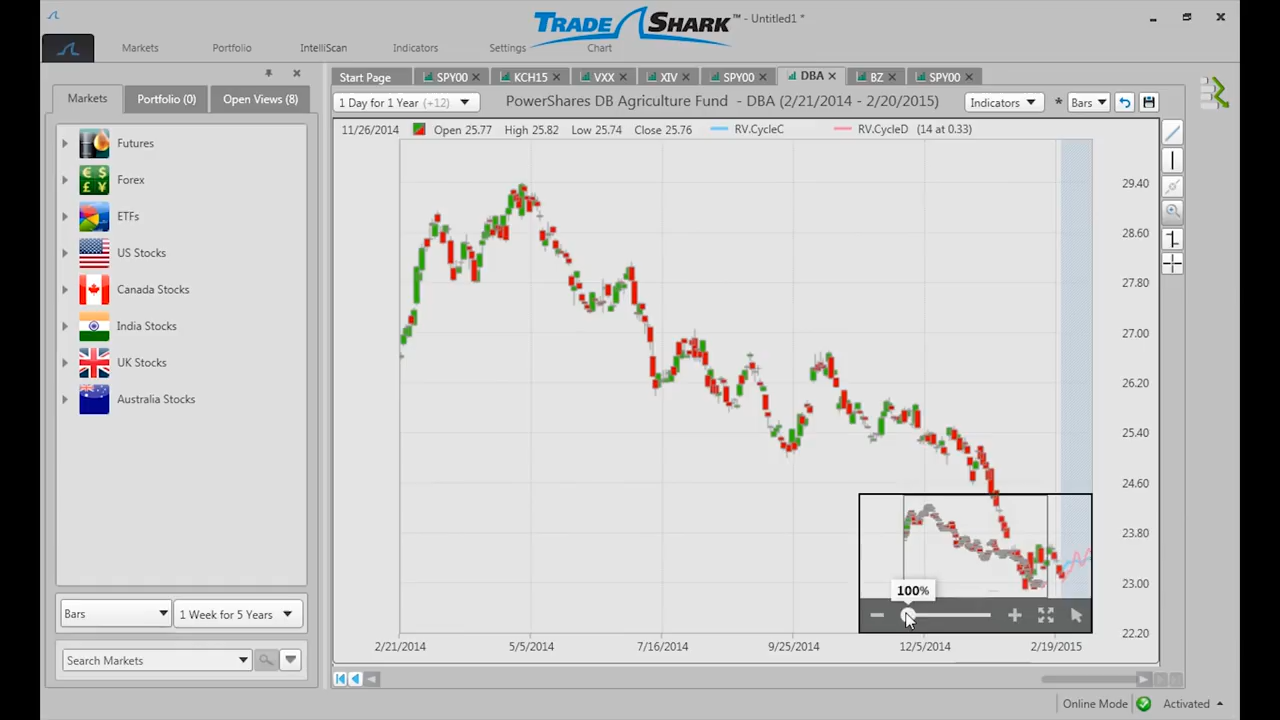 TRADE SHARK™ - Untitled1 *
Markets Portfolio IntelliScan Indicators Settings Chart
Start Page SPY00 × KCH15 × VXX × XIV × SPY00 × DBA × BZ × SPY00 ×
Markets Portfolio (0) Open Views (8)
1 Day for 1 Year (+12) PowerShares DB Agriculture Fund - DBA (2/21/2014 - 2/20/2015) Indicators * Bars
11/26/2014 Open 25.77 High 25.82 Low 25.74 Close 25.76 RV.CycleC RV.CycleD (14 at 0.33)
Futures
Forex
ETFs
US Stocks
Canada Stocks
India Stocks
UK Stocks
Australia Stocks
29.40
28.60
27.80
27.00
26.20
25.40
24.60
23.80
23.00
22.20
100%
2/21/2014 5/5/2014 7/16/2014 9/25/2014 12/5/2014 2/19/2015
Bars 1 Week for 5 Years
Search Markets
Online Mode Activated